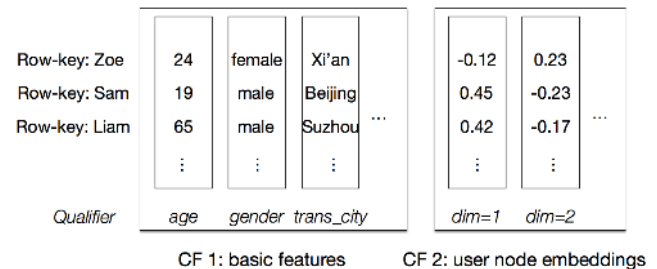 Row-key: Zoe 24 female Xi'an -0.12 0.23
Row-key: Sam 19 male Beijing 0.45 -0.23
Row-key: Liam 65 male Suzhou ... 0.42 -0.17 ...
⋮ ⋮ ⋮ ⋮ ⋮
Qualifier age gender trans_city dim=1 dim=2
CF 1: basic features CF 2: user node embeddings